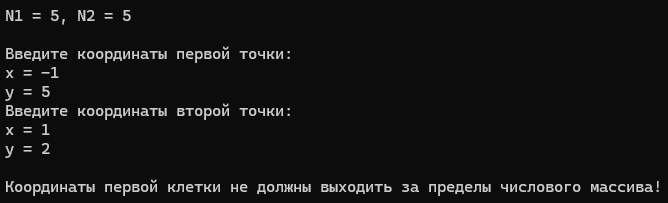 N1 = 5, N2 = 5
Введите координаты первой точки:
x = -1
y = 5
Введите координаты второй точки:
x = 1
y = 2
Координаты первой клетки не должны выходить за пределы числового массива!